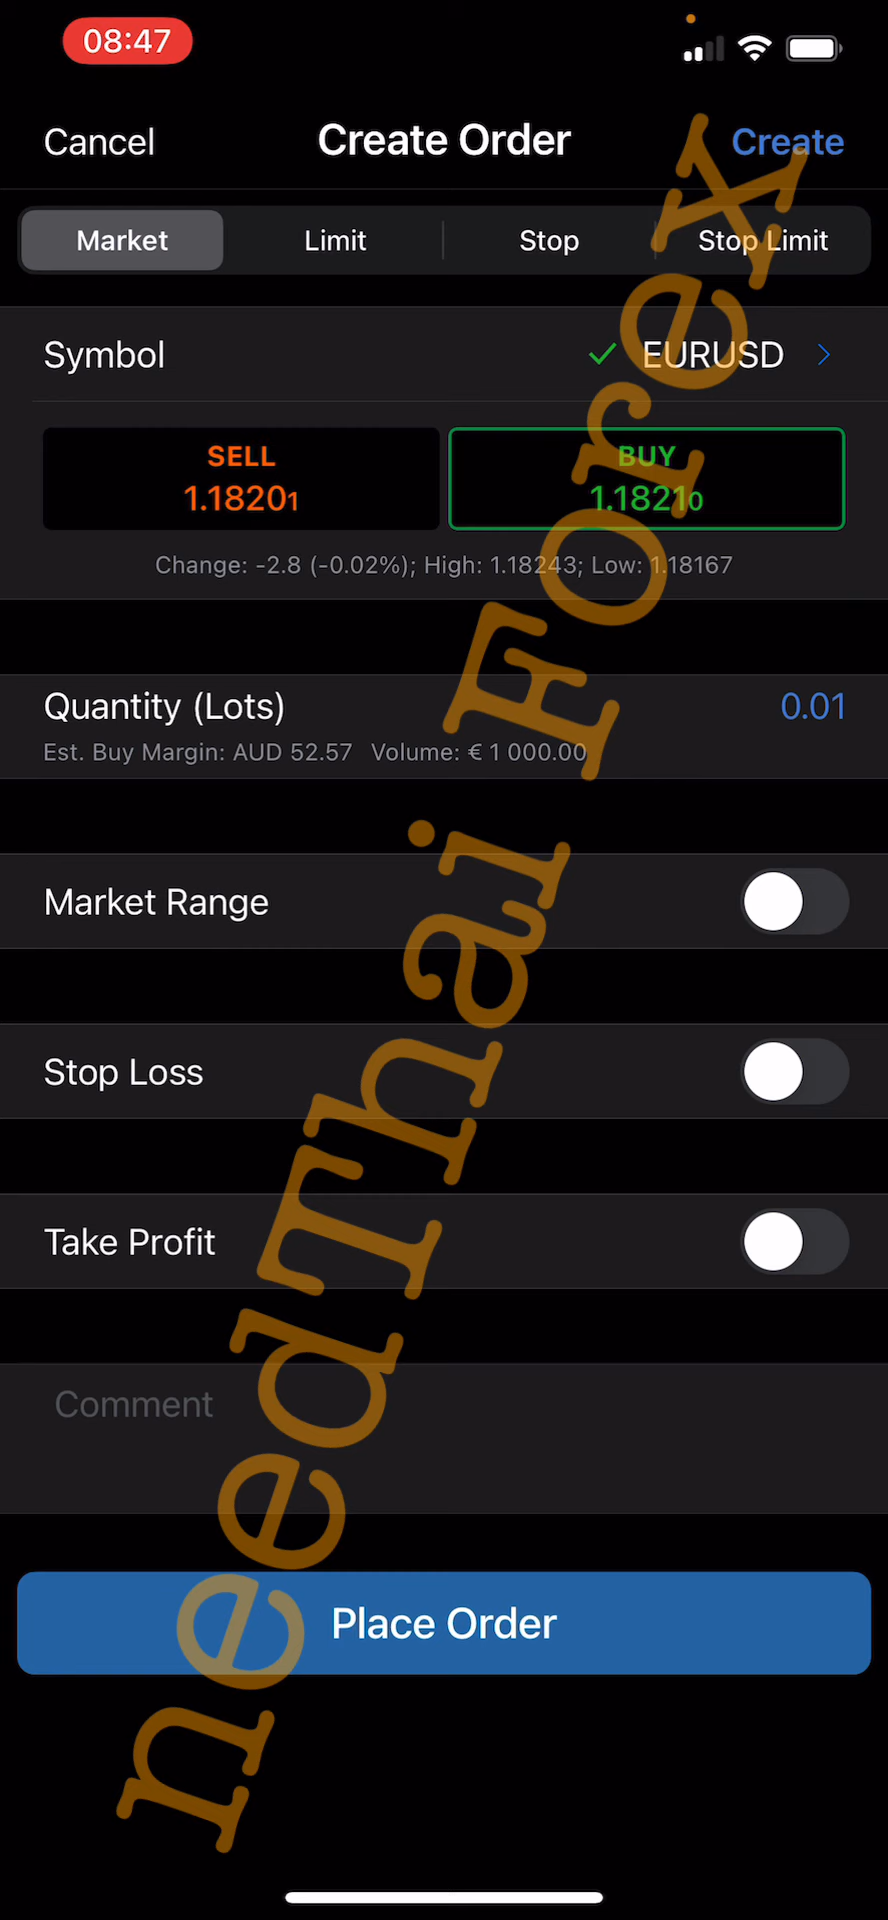 08:47
Cancel Create Order Create
Market Limit Stop Stop Limit
Symbol EURUSD
SELL BUY
1.18201 1.18210
Change: -2.8 (-0.02%); High: 1.18243; Low: 1.18167
Quantity (Lots) 0.01
Est. Buy Margin: AUD 52.57 Volume: € 1 000.00
Market Range
Stop Loss
Take Profit
Comment
Place Order
needThai Forex